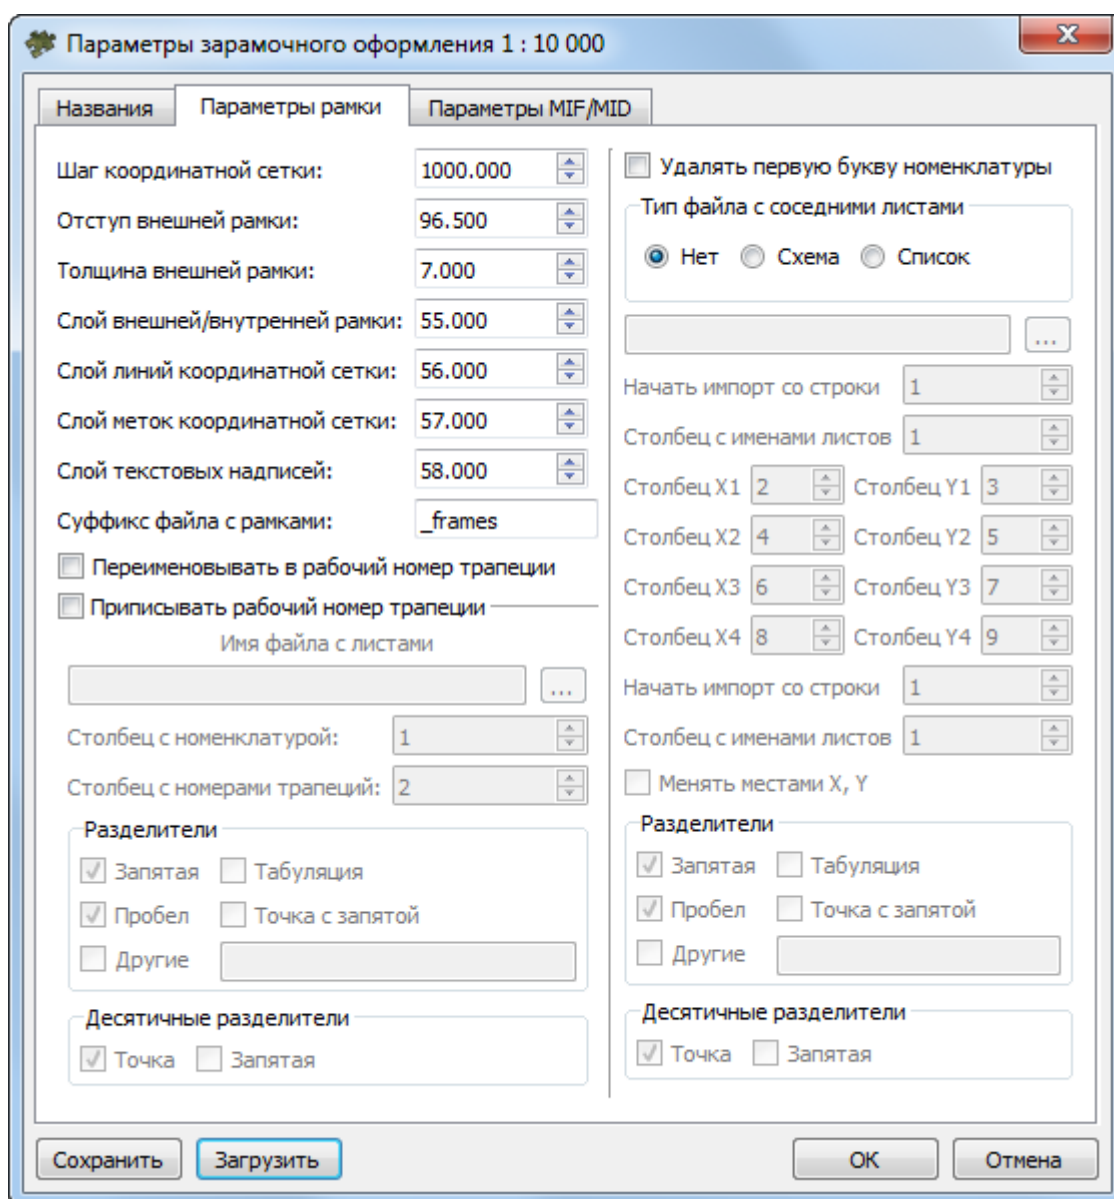 Параметры зарамочного оформления 1 : 10 000
Названия
Параметры рамки
Параметры MIF/MID
Шаг координатной сетки: 1000.000
Отступ внешней рамки: 96.500
Толщина внешней рамки: 7.000
Слой внешней/внутренней рамки: 55.000
Слой линий координатной сетки: 56.000
Слой меток координатной сетки: 57.000
Слой текстовых надписей: 58.000
Суффикс файла с рамками: _frames
Переименовывать в рабочий номер трапеции
Приписывать рабочий номер трапеции
Имя файла с листами
...
Столбец с номенклатурой: 1
Столбец с номерами трапеций: 2
Разделители
Запятая Табуляция
Пробел Точка с запятой
Другие
Десятичные разделители
Точка Запятая
Удалять первую букву номенклатуры
Тип файла с соседними листами
Нет Схема Список
...
Начать импорт со строки 1
Столбец с именами листов 1
Столбец X1 2 Столбец Y1 3
Столбец X2 4 Столбец Y2 5
Столбец X3 6 Столбец Y3 7
Столбец X4 8 Столбец Y4 9
Начать импорт со строки 1
Столбец с именами листов 1
Менять местами X, Y
Разделители
Запятая Табуляция
Пробел Точка с запятой
Другие
Десятичные разделители
Точка Запятая
Сохранить Загрузить OK Отмена